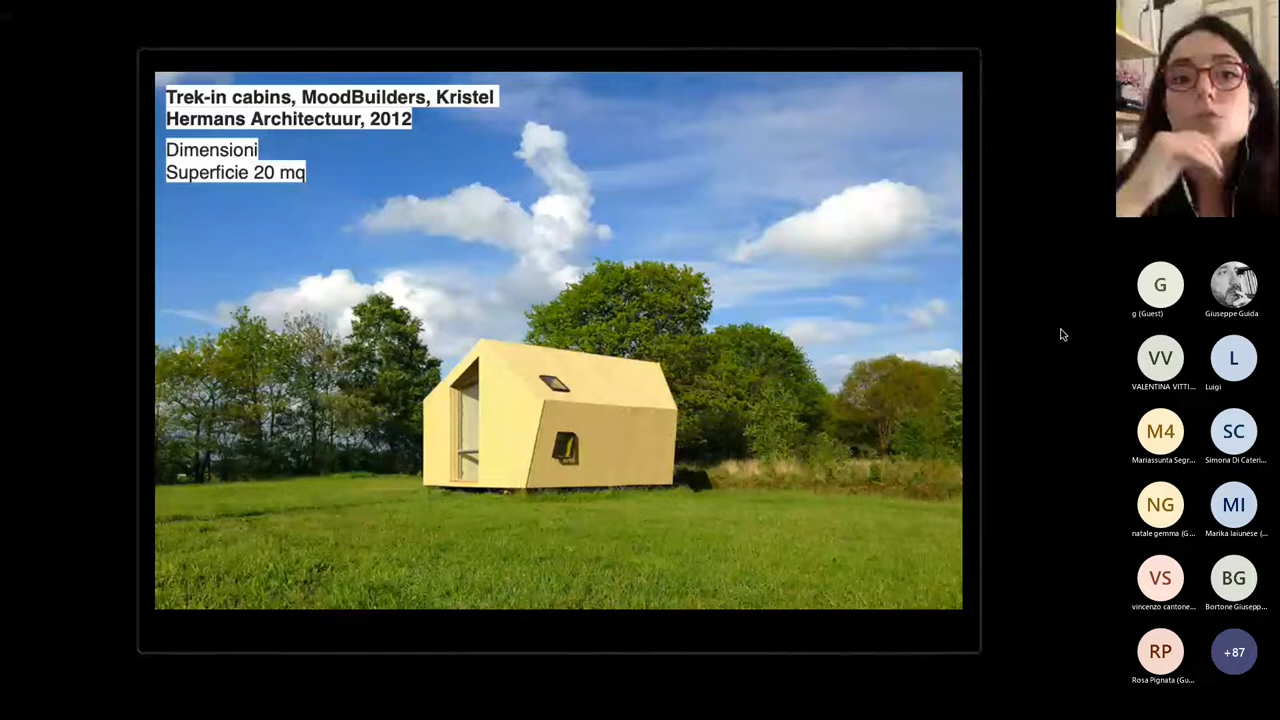 Trek-in cabins, MoodBuilders, Kristel
Hermans Architectuur, 2012
Dimensioni
Superficie 20 mq
G
g (Guest)
Giuseppe Guida
VV
VALENTINA VITTI...
L
Luigi
M4
Mariassunta Segr...
SC
Simona Di Cateri...
NG
natale gemma (G...
MI
Marika Iaiunese (...
VS
vincenzo cantone...
BG
Bortone Giusepp...
RP
Rosa Pignata (Gu...
+87